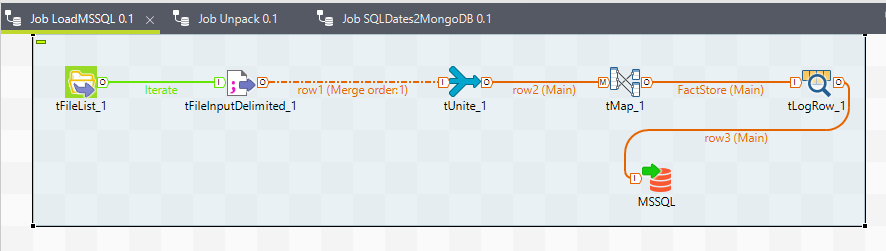 Job LoadMSSQL 0.1
Job Unpack 0.1
Job SQLDates2MongoDB 0.1
tFileList_1
Iterate
tFileInputDelimited_1
row1 (Merge order:1)
tUnite_1
row2 (Main)
tMap_1
FactStore (Main)
tLogRow_1
row3 (Main)
MSSQL
O
I
O
I
O
M
O
I
O
I